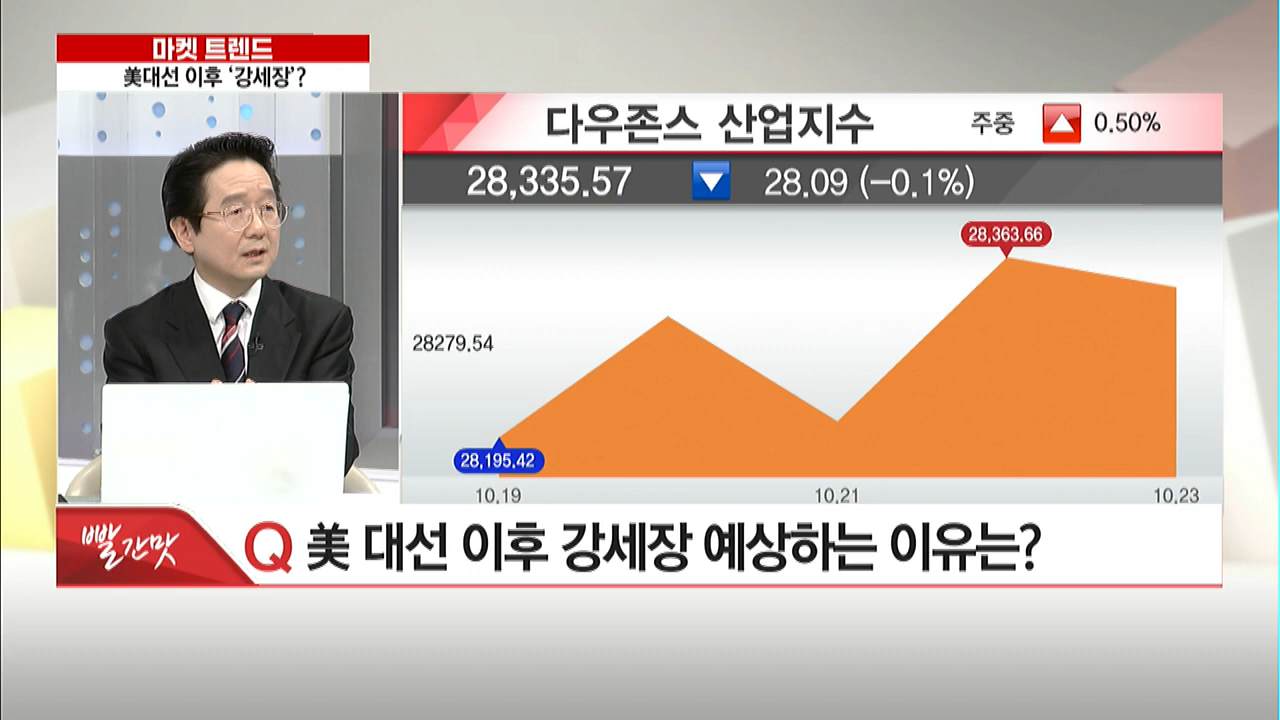 마켓 트렌드
美대선 이후 ‘강세장’?
다우존스 산업지수 주중 0.50%
28,335.57 28.09 (–0.1%)
28,363.66
28279.54
28,195.42
10.19 10.21 10.23
빨간맛
Q 美 대선 이후 강세장 예상하는 이유는?